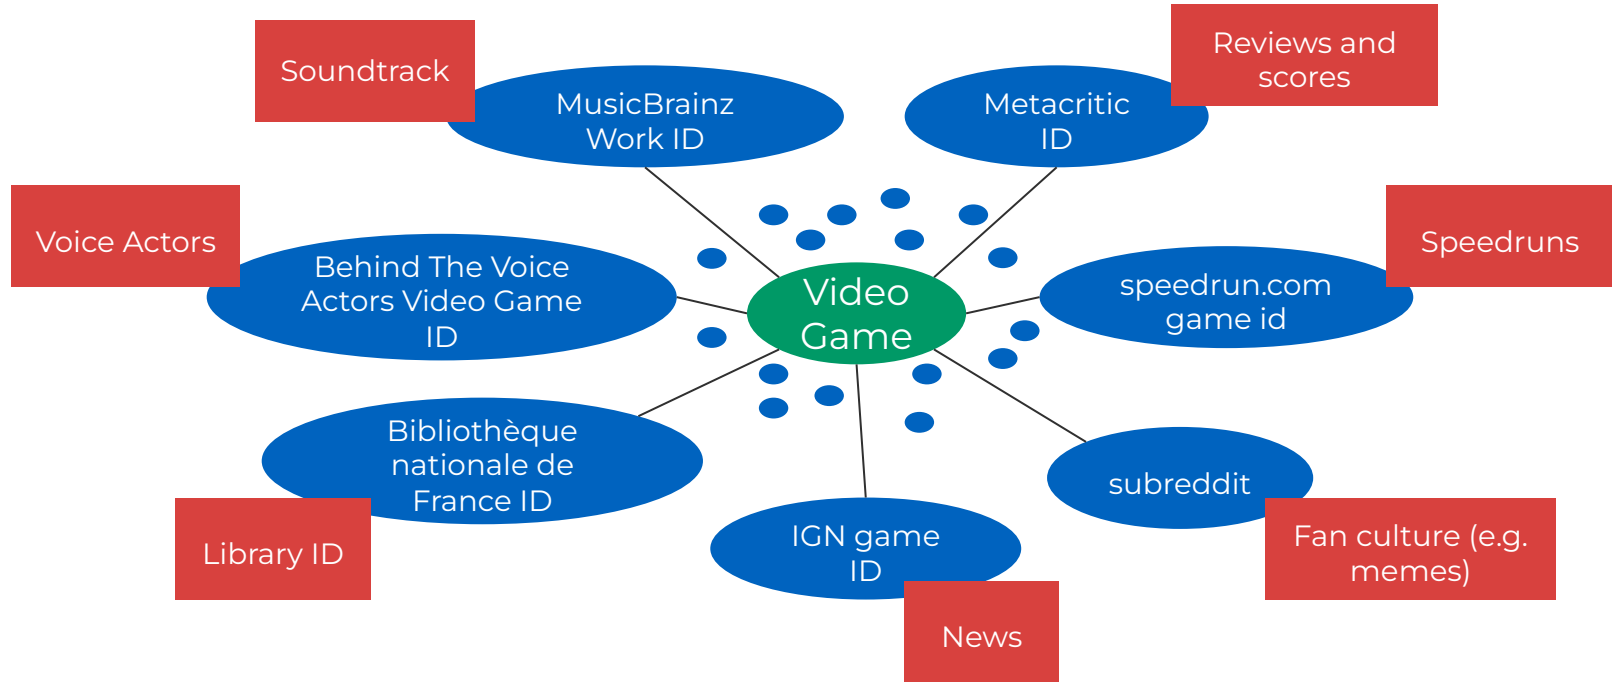 Soundtrack
MusicBrainz
Work ID
Metacritic
ID
Reviews and
scores
Voice Actors
Behind The Voice
Actors Video Game
ID
Video
Game
speedrun.com
game id
Speedruns
Bibliothèque
nationale de
France ID
Library ID
IGN game
ID
News
subreddit
Fan culture (e.g.
memes)